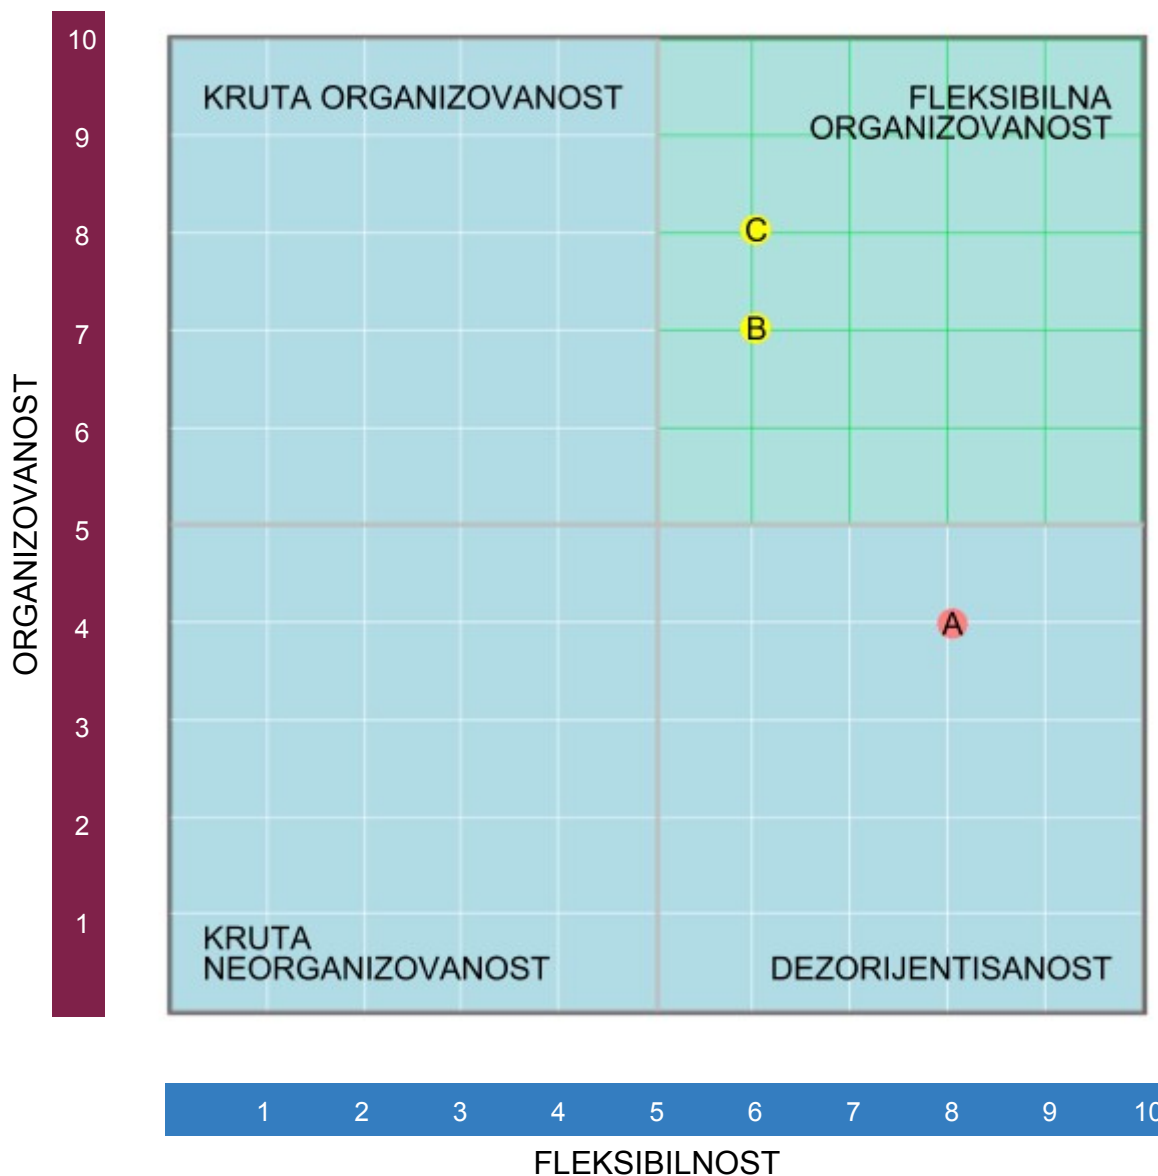 10
KRUTA ORGANIZOVANOST
FLEKSIBILNA
ORGANIZOVANOST
9
8
C
7
B
ORGANIZOVANOST
6
5
4
A
3
2
1
KRUTA
NEORGANIZOVANOST
DEZORIJENTISANOST
1 2 3 4 5 6 7 8 9 10
FLEKSIBILNOST